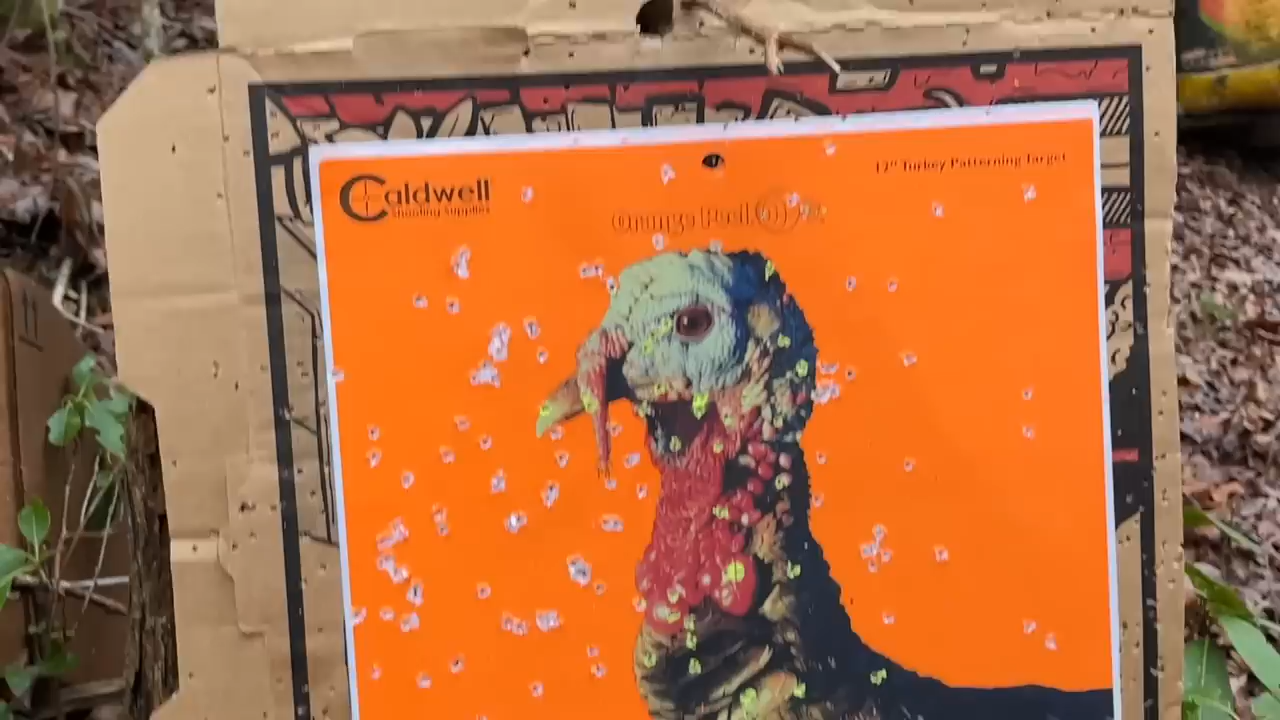 Caldwell
Shooting Supplies
12" Turkey Patterning Target
Orange Peel